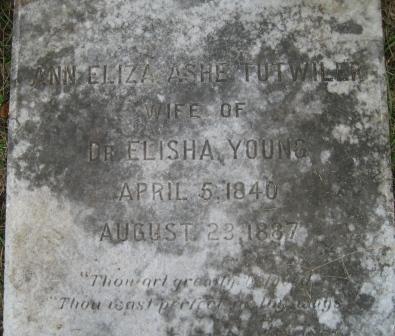 ANN ELIZA ASHE TUTWILER
WIFE OF
DR ELISHA YOUNG
APRIL 5, 1840
AUGUST 23, 1887
"Thou art greatly beloved"
"Thou wast perfect in thy ways"